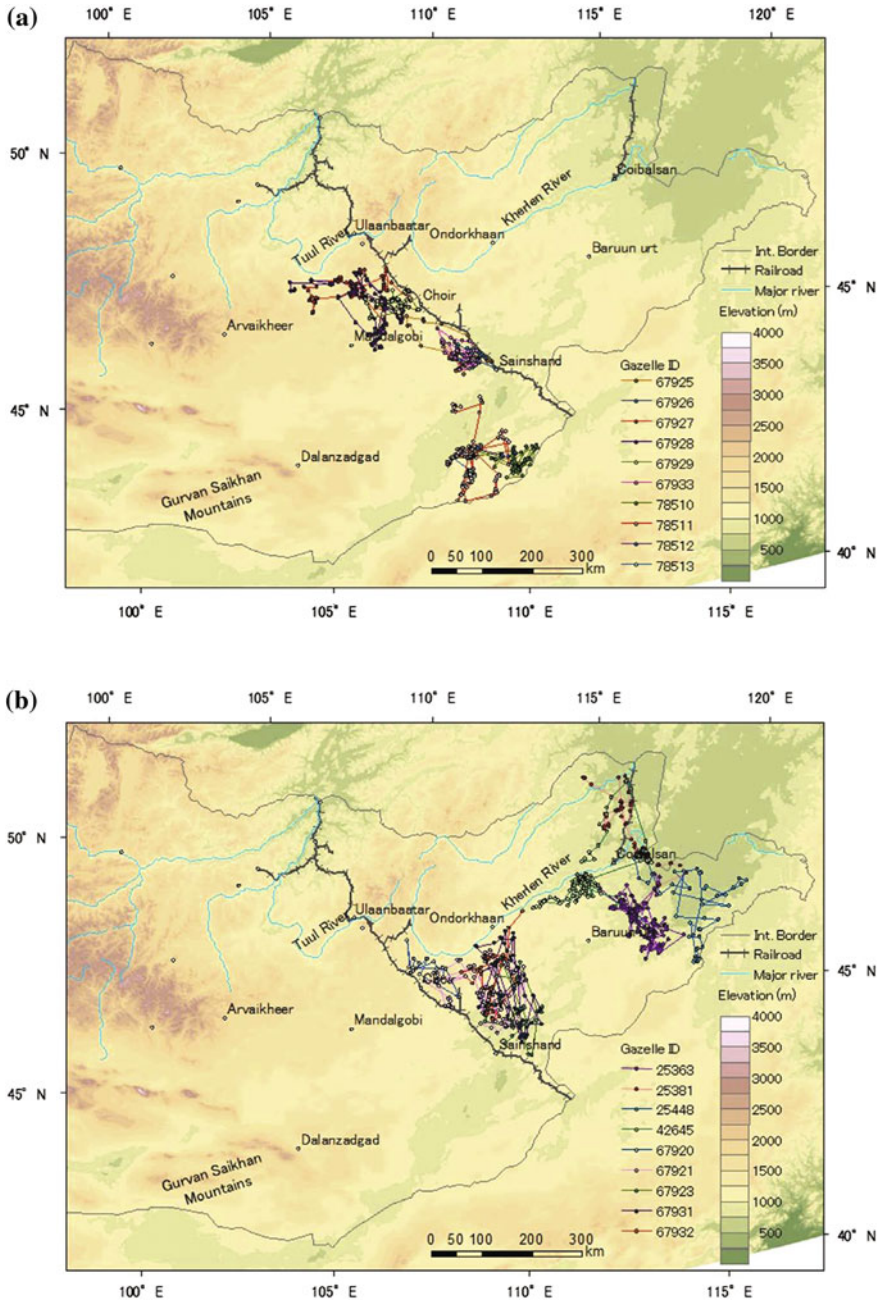 (a)
100° E 105° E 110° E 115° E 120° E
50° N
Coibalsan
Kherlen River
Ulaanbaatar
Ondorkhaan
Tuul River
Baruun urt
Int. Border
Railroad
Major river
45° N
Choir
Arvaikheer
Mandalgobi
Sainshand
Elevation (m)
4000
3500
3000
2500
2000
1500
1000
500
Gazelle ID
67925
67926
67927
67928
67929
67933
78510
78511
78512
78513
45° N
Dalanzadgad
Gurvan Saikhan
Mountains
40° N
0 50 100 200 300
km
100° E 105° E 110° E 115° E
(b)
100° E 105° E 110° E 115° E 120° E
50° N
Coibalsan
Kherlen River
Ulaanbaatar
Ondorkhaan
Tuul River
Baruun urt
Int. Border
Railroad
Major river
45° N
Choir
Arvaikheer
Mandalgobi
Sainshand
Elevation (m)
4000
3500
3000
2500
2000
1500
1000
500
Gazelle ID
25363
25381
25448
42645
67920
67921
67923
67931
67932
45° N
Dalanzadgad
Gurvan Saikhan
Mountains
40° N
0 50 100 200 300
km
100° E 105° E 110° E 115° E